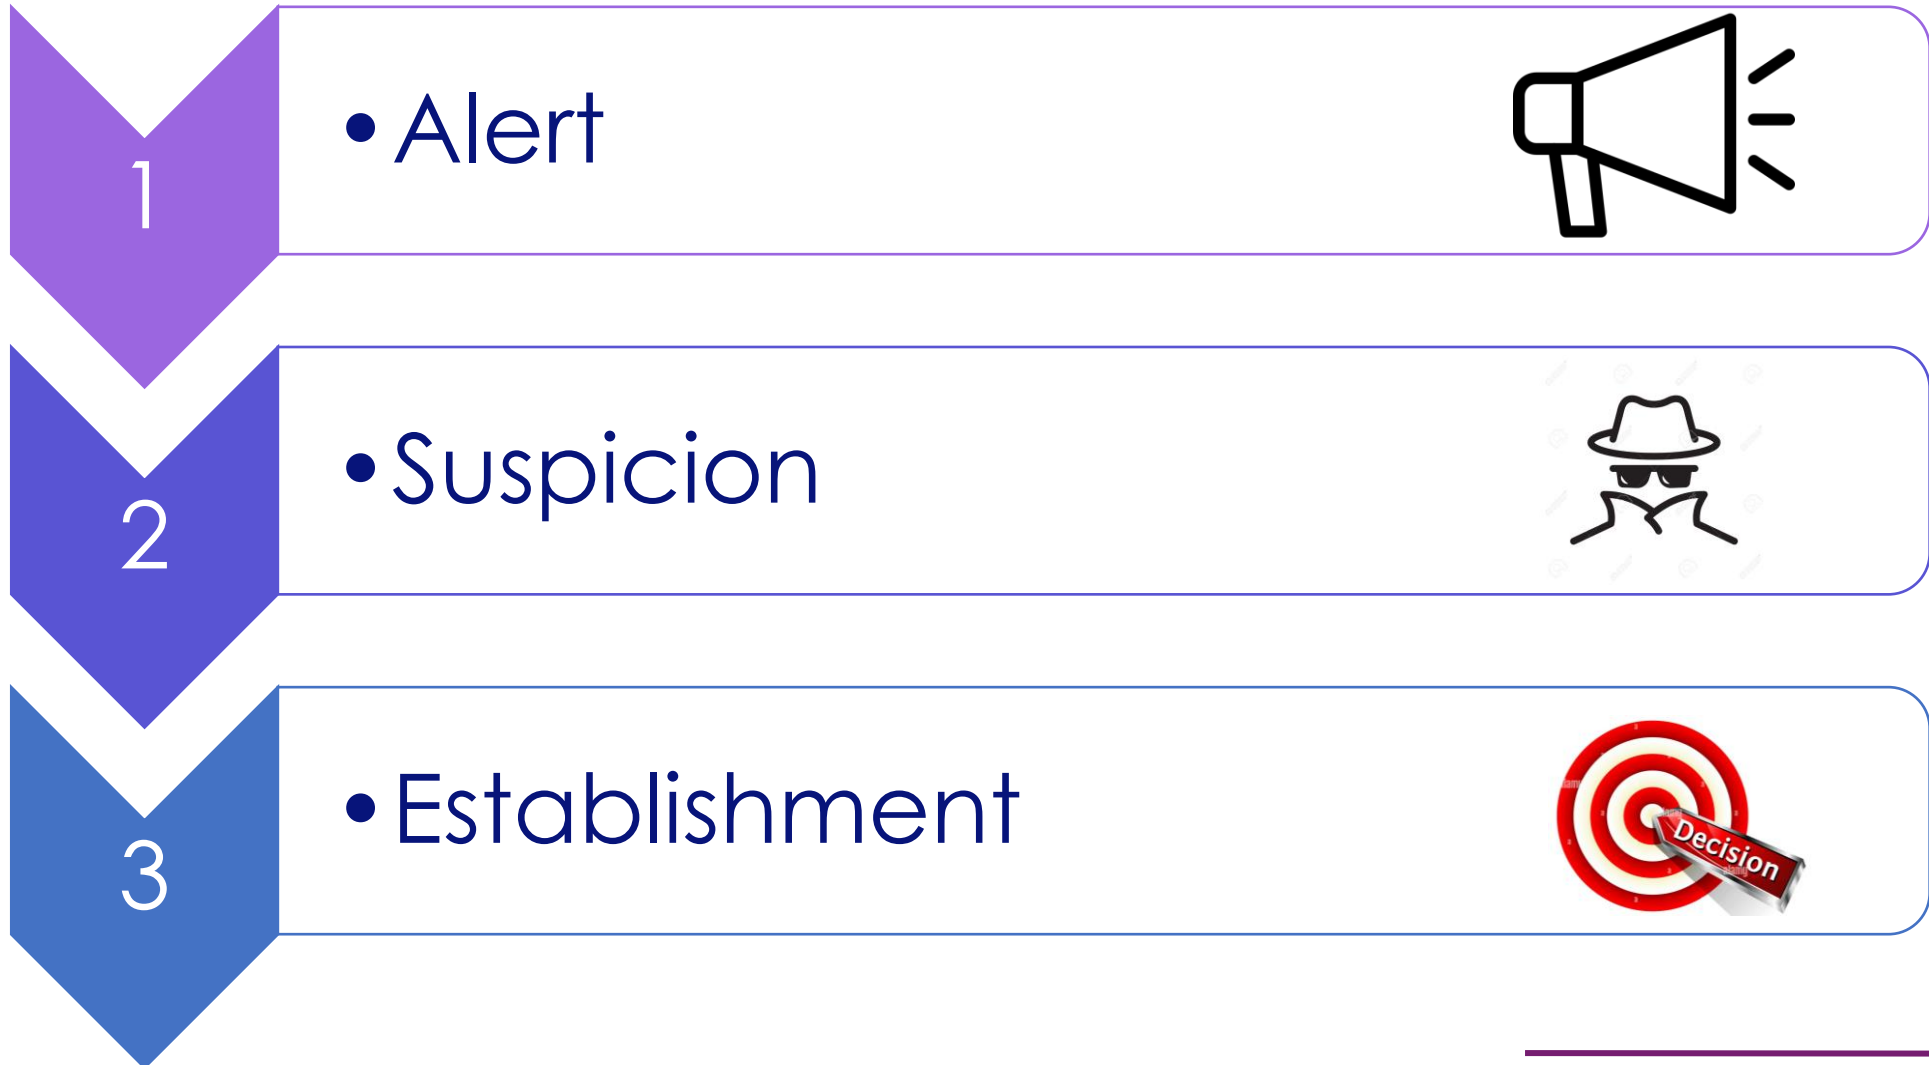 1
•Alert
2
•Suspicion
3
•Establishment
Decision